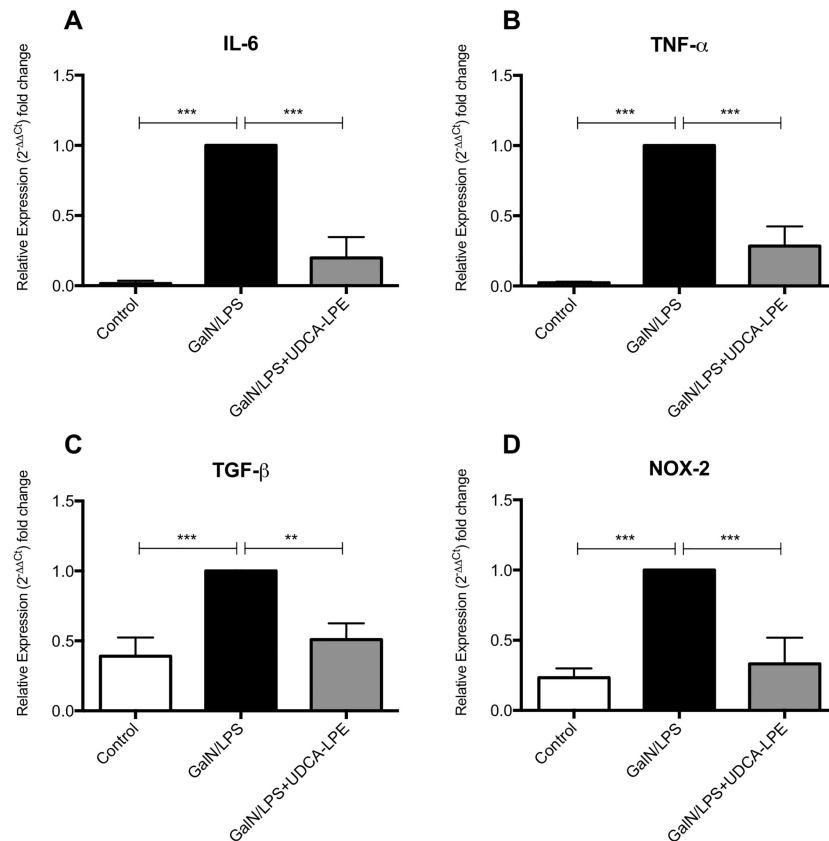 A
IL-6
Relative Expression (2^-ΔΔCt) fold change
1.5
1.0
0.5
0.0
*** ***
Control
GalN/LPS
GalN/LPS+UDCA-LPE
B
TNF-α
Relative Expression (2^-ΔΔCt) fold change
1.5
1.0
0.5
0.0
*** ***
Control
GalN/LPS
GalN/LPS+UDCA-LPE
C
TGF-β
Relative Expression (2^-ΔΔCt) fold change
1.5
1.0
0.5
0.0
*** **
Control
GalN/LPS
GalN/LPS+UDCA-LPE
D
NOX-2
Relative Expression (2^-ΔΔCt) fold change
1.5
1.0
0.5
0.0
*** ***
Control
GalN/LPS
GalN/LPS+UDCA-LPE